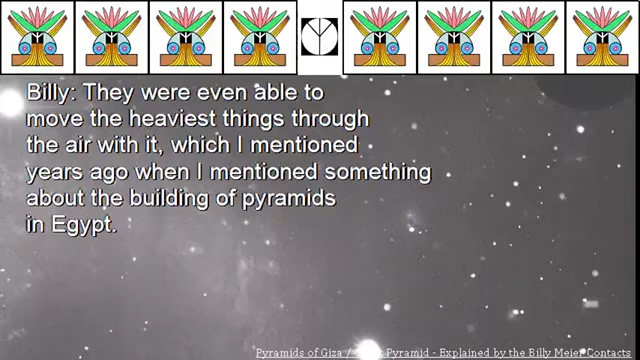 Billy: They were even able to
move the heaviest things through
the air with it, which I mentioned
years ago when I mentioned something
about the building of pyramids
in Egypt.
Pyramids of Giza / Pyramid - Explained by the Billy Meier Contacts